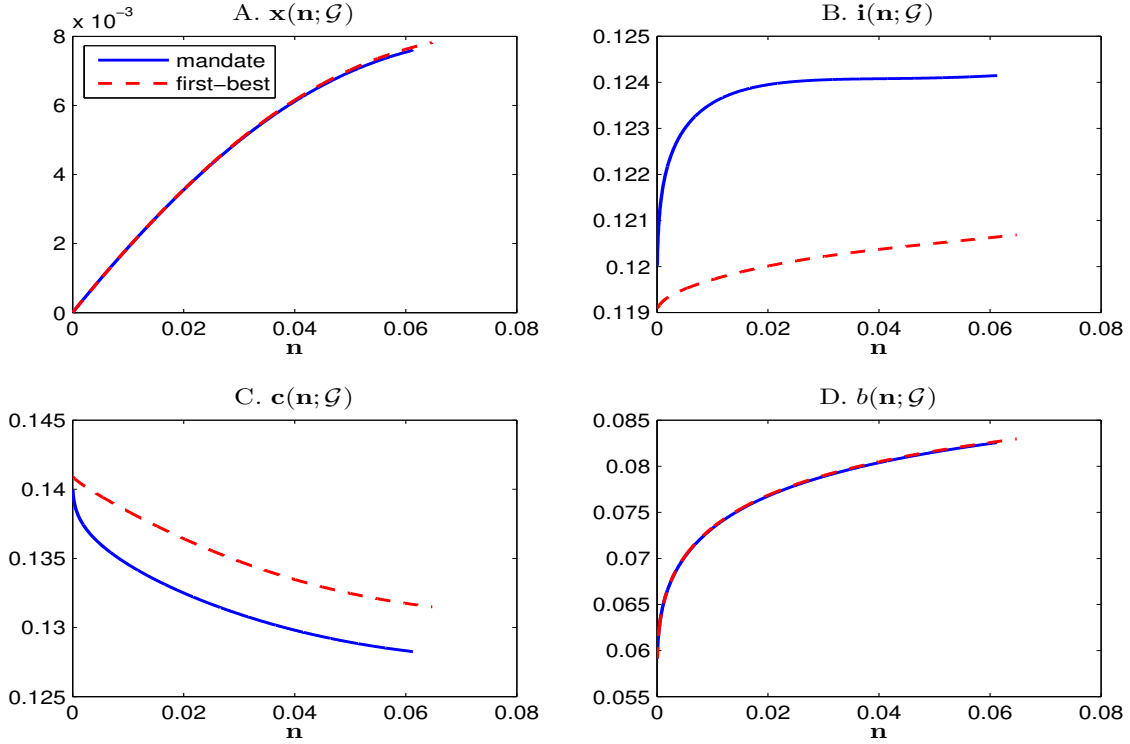 A. x(n; G)
× 10⁻³
8
6
4
2
0
mandate
first−best
0 0.02 0.04 0.06 0.08
n
B. i(n; G)
0.125
0.124
0.123
0.122
0.121
0.12
0.119
0 0.02 0.04 0.06 0.08
n
C. c(n; G)
0.145
0.14
0.135
0.13
0.125
0 0.02 0.04 0.06 0.08
n
D. b(n; G)
0.085
0.08
0.075
0.07
0.065
0.06
0.055
0 0.02 0.04 0.06 0.08
n